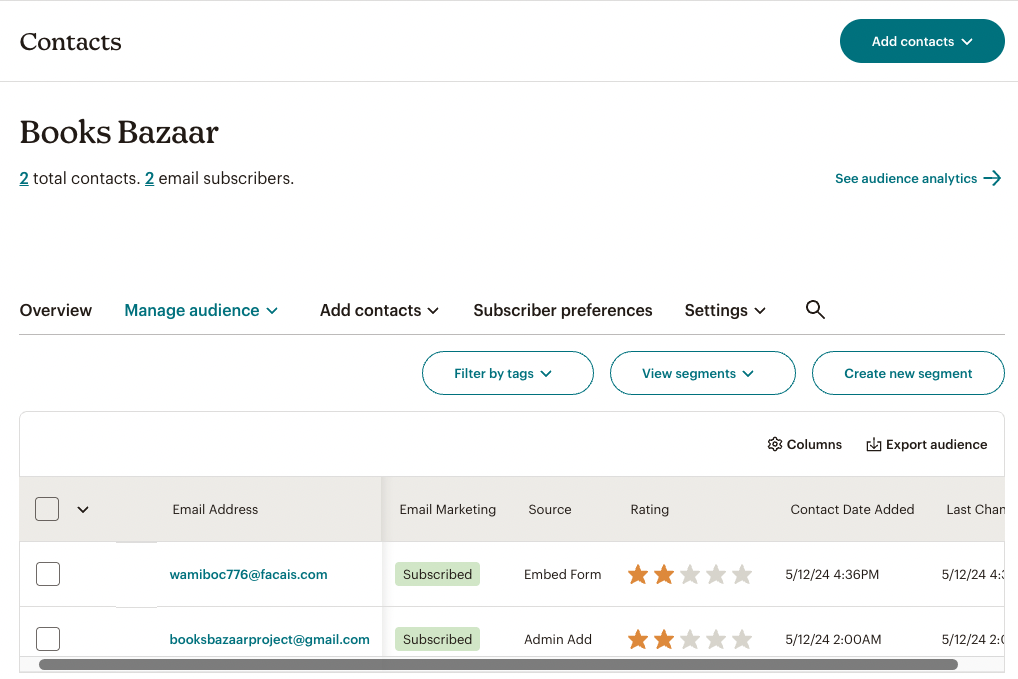 Contacts
Add contacts
Books Bazaar
2 total contacts. 2 email subscribers.
See audience analytics
Overview Manage audience Add contacts Subscriber preferences Settings
Filter by tags View segments Create new segment
Columns Export audience
Email Address Email Marketing Source Rating Contact Date Added Last Chan
wamiboc776@facais.com Subscribed Embed Form 5/12/24 4:36PM 5/12/24 4:3
booksbazaarproject@gmail.com Subscribed Admin Add 5/12/24 2:00AM 5/12/24 2:0